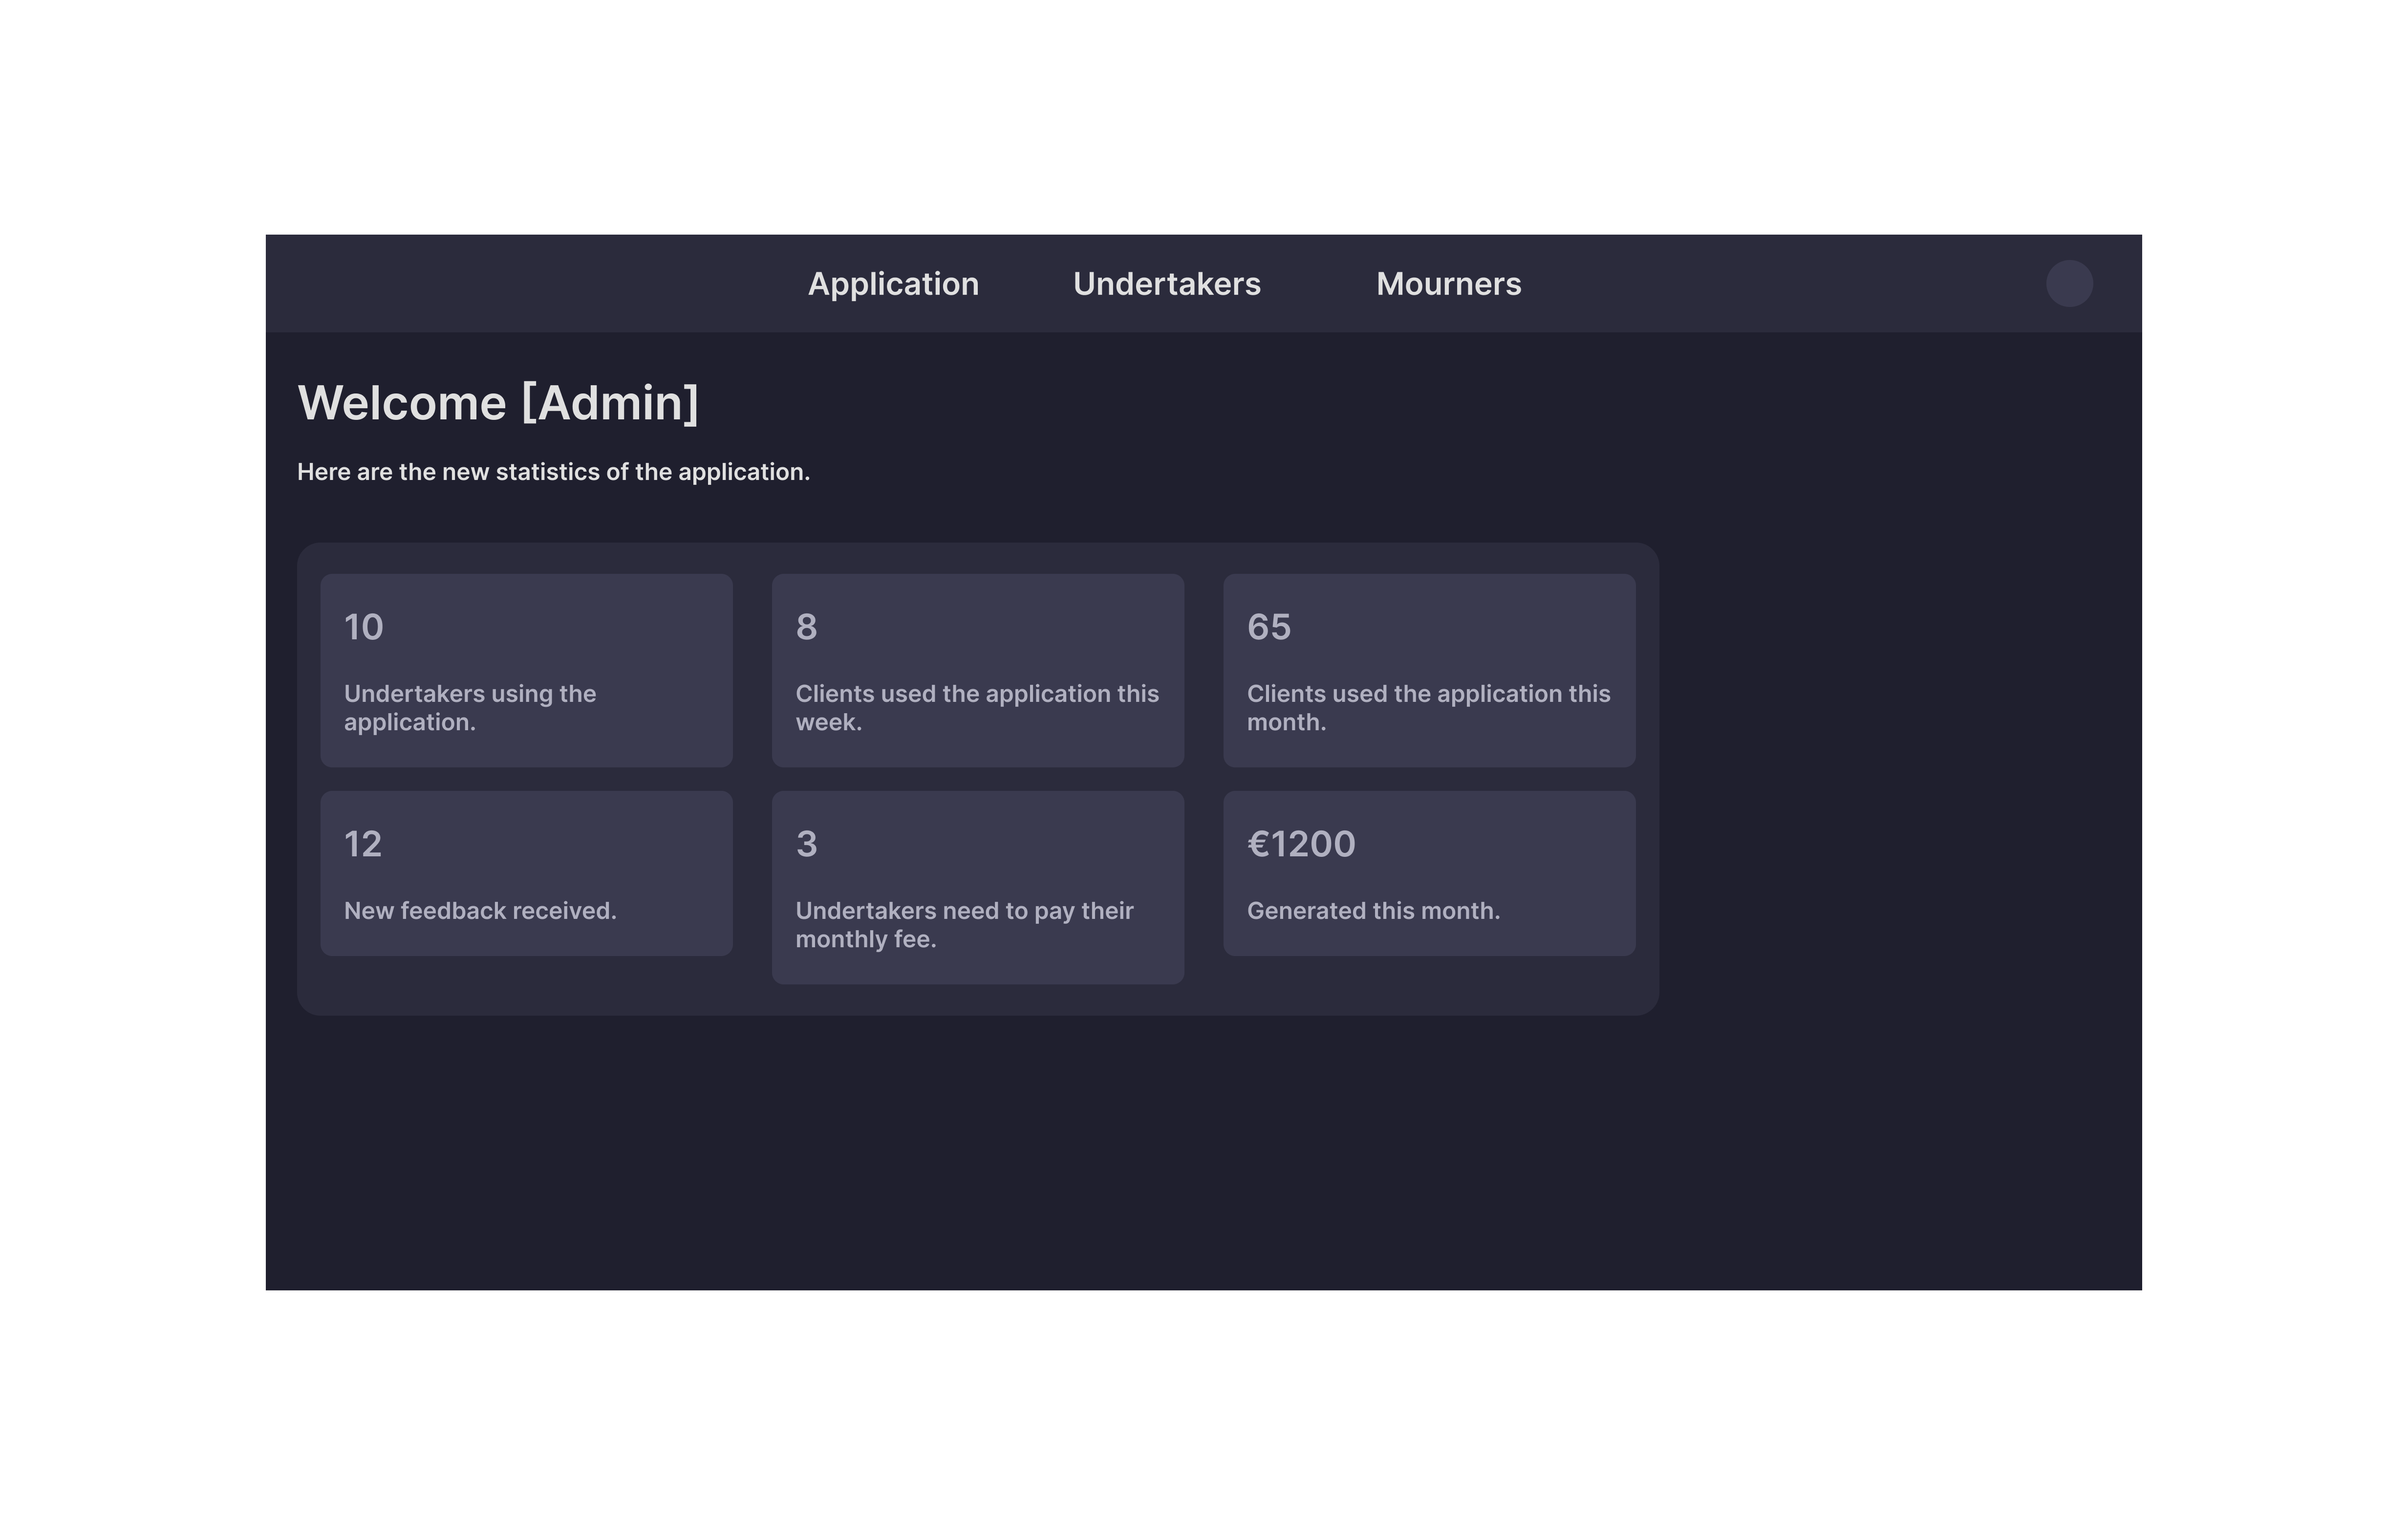 Application
Undertakers
Mourners
Welcome [Admin]
Here are the new statistics of the application.
10
Undertakers using the
application.
8
Clients used the application this
week.
65
Clients used the application this
month.
12
New feedback received.
3
Undertakers need to pay their
monthly fee.
€1200
Generated this month.